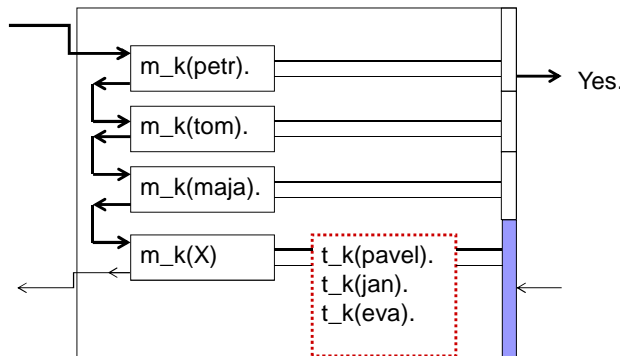 m_k(petr).
Yes.
m_k(tom).
m_k(maja).
m_k(X)
t_k(pavel).
t_k(jan).
t_k(eva).